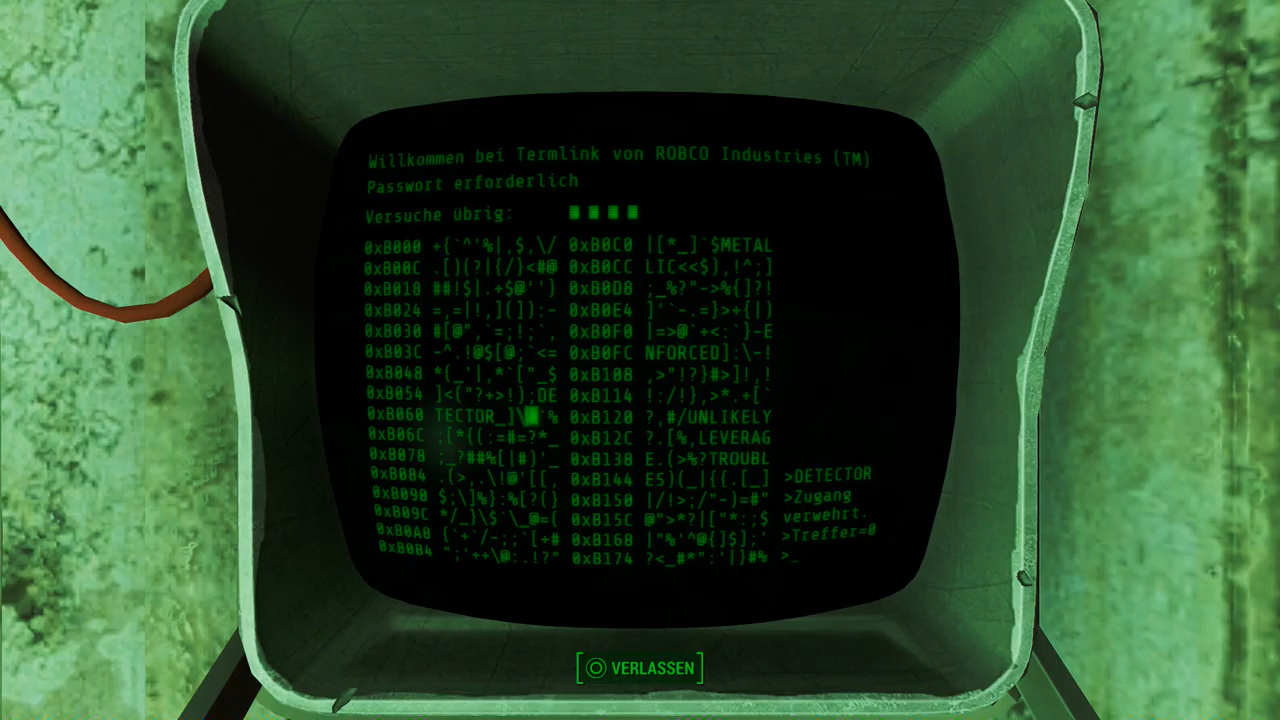 Willkommen bei Termlink von ROBCO Industries (TM)
Passwort erforderlich
Versuche übrig: ■ ■ ■ ■
0xB000 +{`^'%|,$,\/ 0xB0C0 |[*_]`$METAL
0xB00C .[)(?|{/}<#@ 0xB0CC LIC<<$),!^;]
0xB018 ##!$|.+$@''} 0xB0D8 ;_%?"->%{]?!
0xB024 =,=|!,](]):- 0xB0E4 ]'`-.=}>+{|)
0xB030 #[@",`=;!;`, 0xB0F0 |=>@`+<:`}-E
0xB03C -^.!@$[@;`<= 0xB0FC NFORCED]:\-!
0xB048 *(_'|,*`["_$ 0xB108 ,>"!?}#>]!,!
0xB054 ]<("?+>!);DE 0xB114 !:/!},>*.+[`
0xB060 TECTOR_]\ `% 0xB120 ?,#/UNLIKELY
0xB06C ;[*{(:=#=?*_ 0xB12C ?.[%,LEVERAG
0xB078 ;_?##%[|#)'_ 0xB138 E.(>%?TROUBL
0xB084 .(>,.\!@'[[, 0xB144 ES)(_|{{.[_] >DETECTOR
0xB090 $;\]%}:%[?(} 0xB150 |/!>;/"-)=#" >Zugang
0xB09C */_]\$`\_@=( 0xB15C @">*?|["*:;$ verwehrt.
0xB0A8 {`+`/-;;`[+# 0xB168 |"%'^@{]$];' >Treffer=0
0xB0B4 ";'++\@:.!?" 0xB174 ?<_#*":'|}#% >_
VERLASSEN